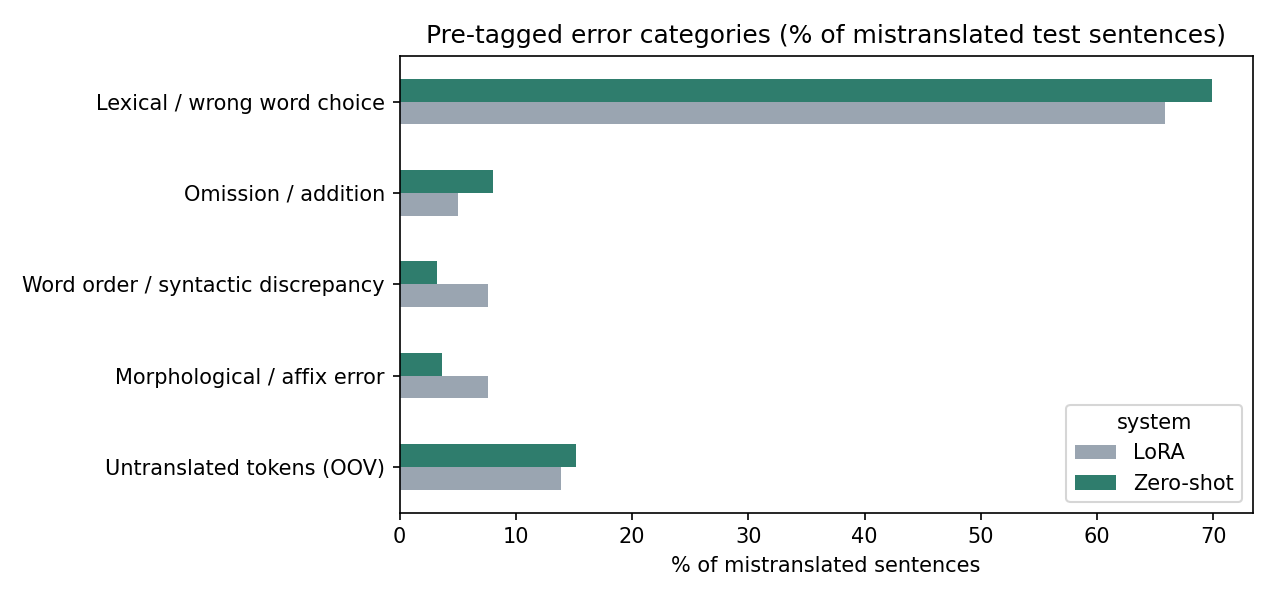 Pre-tagged error categories (% of mistranslated test sentences)
Lexical / wrong word choice
Omission / addition
Word order / syntactic discrepancy
Morphological / affix error
Untranslated tokens (OOV)
system
LoRA
Zero-shot
0 10 20 30 40 50 60 70
% of mistranslated sentences